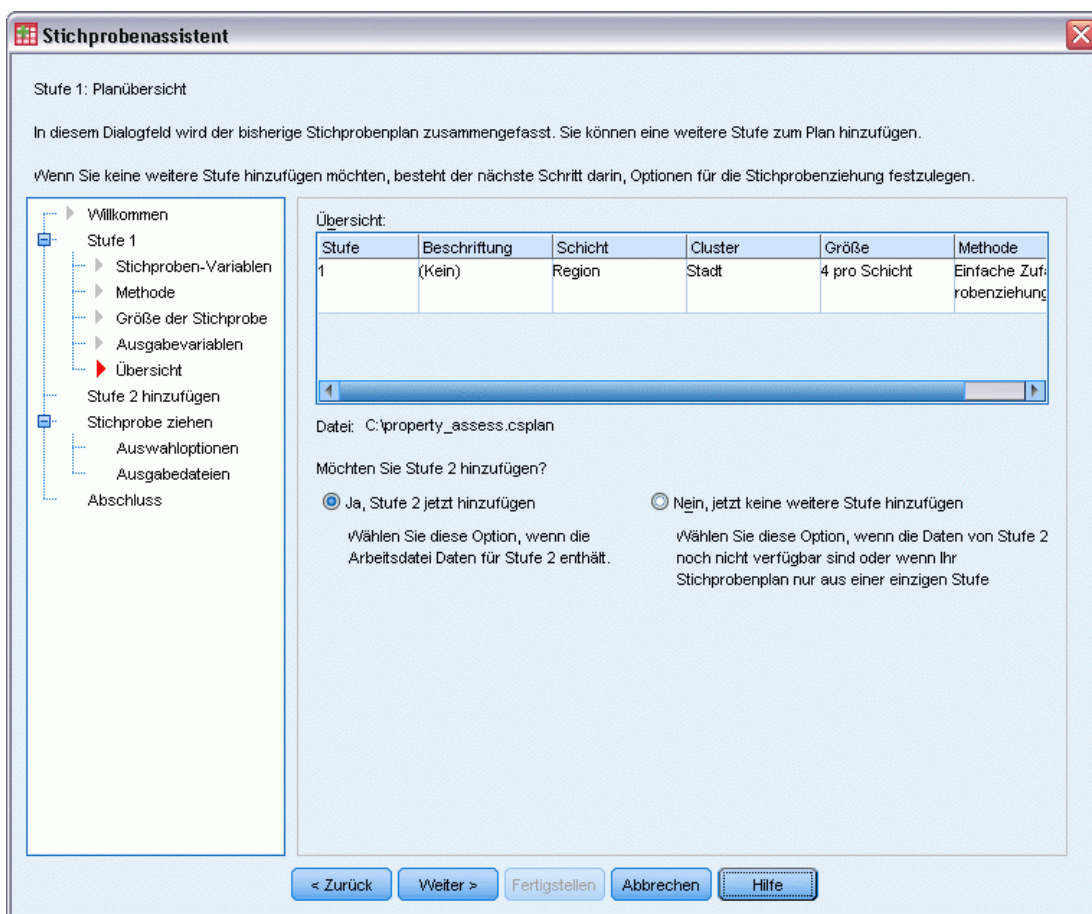 Stichprobenassistent
Stufe 1: Planübersicht
In diesem Dialogfeld wird der bisherige Stichprobenplan zusammengefasst. Sie können eine weitere Stufe zum Plan hinzufügen.
Wenn Sie keine weitere Stufe hinzufügen möchten, besteht der nächste Schritt darin, Optionen für die Stichprobenziehung festzulegen.
Willkommen
Stufe 1
Stichproben-Variablen
Methode
Größe der Stichprobe
Ausgabevariablen
Übersicht
Stufe 2 hinzufügen
Stichprobe ziehen
Auswahloptionen
Ausgabedateien
Abschluss
Übersicht:
Stufe Beschriftung Schicht Cluster Größe Methode
1 (Kein) Region Stadt 4 pro Schicht Einfache Zufa
robenziehung
Datei: C:\property_assess.csplan
Möchten Sie Stufe 2 hinzufügen?
Ja, Stufe 2 jetzt hinzufügen
Wählen Sie diese Option, wenn die
Arbeitsdatei Daten für Stufe 2 enthält.
Nein, jetzt keine weitere Stufe hinzufügen
Wählen Sie diese Option, wenn die Daten von Stufe 2
noch nicht verfügbar sind oder wenn Ihr
Stichprobenplan nur aus einer einzigen Stufe
< Zurück Weiter > Fertigstellen Abbrechen Hilfe